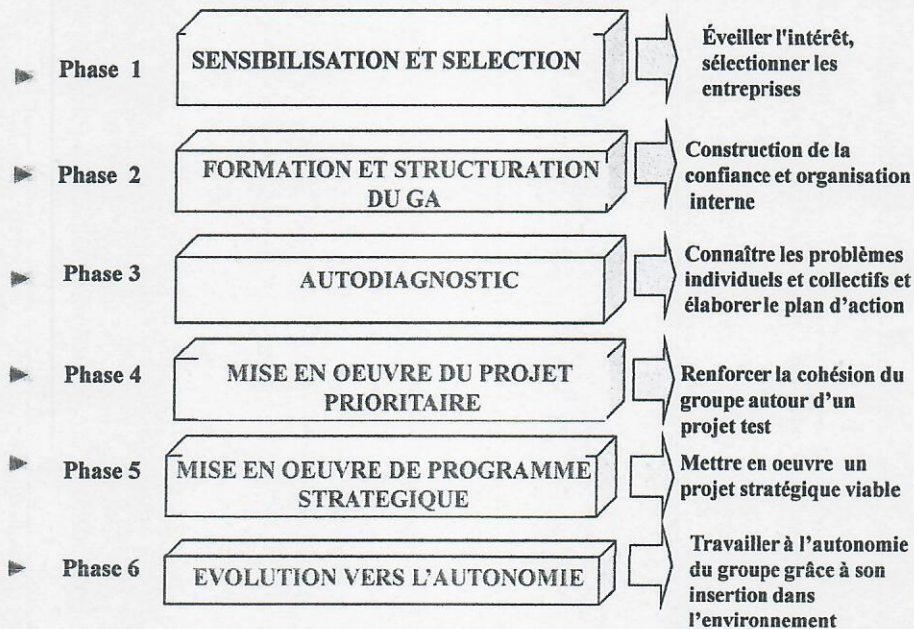 Phase 1
SENSIBILISATION ET SELECTION
Éveiller l'intérêt,
sélectionner les
entreprises
Phase 2
FORMATION ET STRUCTURATION
DU GA
Construction de la
confiance et organisation
interne
Phase 3
AUTODIAGNOSTIC
Connaître les problèmes
individuels et collectifs et
élaborer le plan d'action
Phase 4
MISE EN OEUVRE DU PROJET
PRIORITAIRE
Renforcer la cohésion du
groupe autour d'un
projet test
Phase 5
MISE EN OEUVRE DE PROGRAMME
STRATEGIQUE
Mettre en oeuvre un
projet stratégique viable
Phase 6
EVOLUTION VERS L'AUTONOMIE
Travailler à l'autonomie
du groupe grâce à son
insertion dans
l'environnement